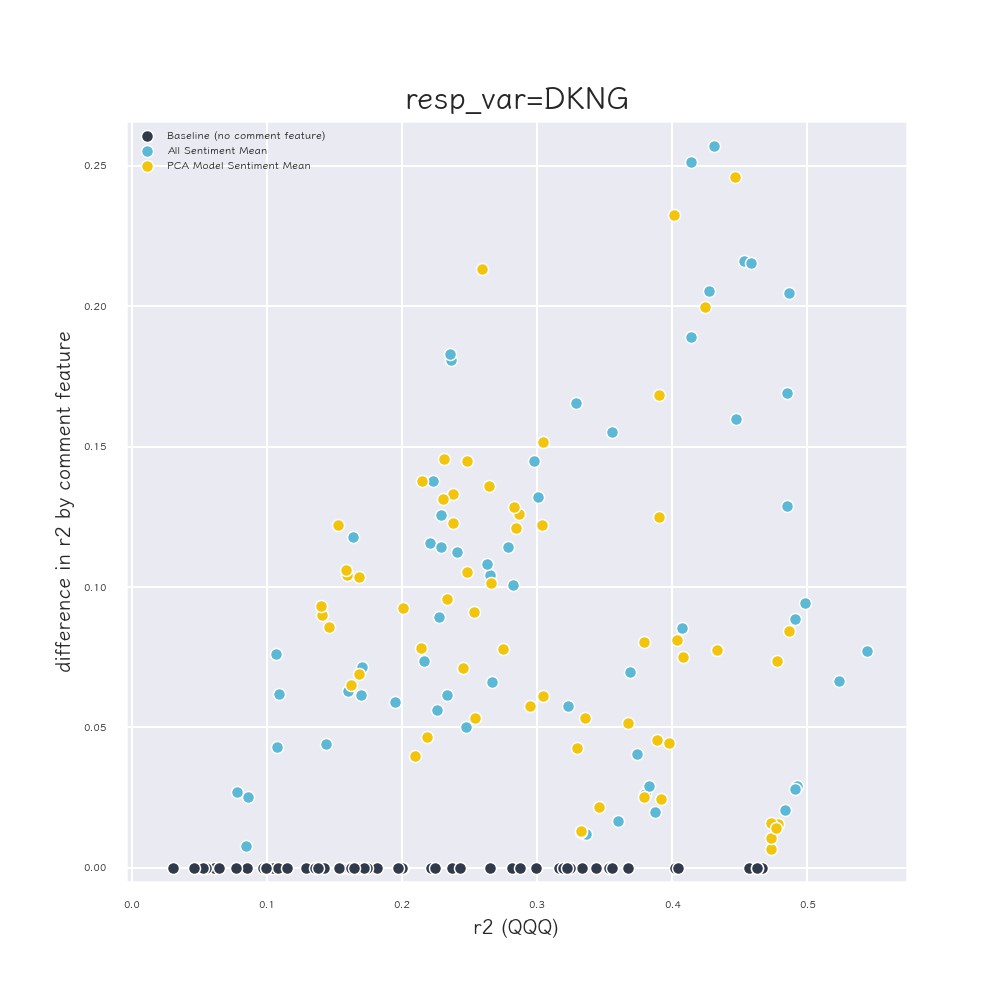 resp_var=DKNG
Baseline (no comment feature)
All Sentiment Mean
PCA Model Sentiment Mean
difference in r2 by comment feature
0.25
0.20
0.15
0.10
0.05
0.00
0.0 0.1 0.2 0.3 0.4 0.5
r2 (QQQ)